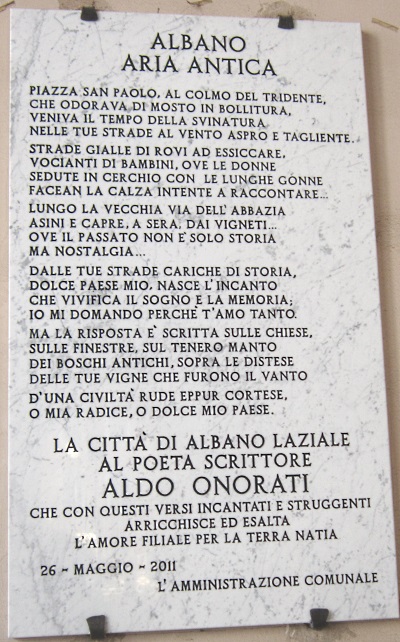 ALBANO
ARIA ANTICA
PIAZZA SAN PAOLO, AL COLMO DEL TRIDENTE,
CHE ODORAVA DI MOSTO IN BOLLITURA,
VENIVA IL TEMPO DELLA SVINATURA
NELLE TUE STRADE AL VENTO ASPRO E TAGLIENTE.
STRADE GIALLE DI ROVI AD ESSICCARE,
VOCIANTI DI BAMBINI, OVE LE DONNE
SEDUTE IN CERCHIO CON LE LUNGHE GONNE
FACEAN LA CALZA INTENTE A RACCONTARE...
LUNGO LA VECCHIA VIA DELL'ABBAZIA
ASINI E CAPRE, A SERA, DAI VIGNETI...
OVE IL PASSATO NON E' SOLO STORIA
MA NOSTALGIA...
DALLE TUE STRADE CARICHE DI STORIA,
DOLCE PAESE MIO, NASCE L'INCANTO
CHE VIVIFICA IL SOGNO E LA MEMORIA;
IO MI DOMANDO PERCHE' T'AMO TANTO.
MA LA RISPOSTA E' SCRITTA SULLE CHIESE,
SULLE FINESTRE, SUL TENERO MANTO
DEI BOSCHI ANTICHI, SOPRA LE DISTESE
DELLE TUE VIGNE CHE FURONO IL VANTO
D'UNA CIVILTA' RUDE EPPUR CORTESE,
O MIA RADICE, O DOLCE MIO PAESE.
LA CITTÀ DI ALBANO LAZIALE
AL POETA SCRITTORE
ALDO ONORATI
CHE CON QUESTI VERSI INCANTATI E STRUGGENTI
ARRICCHISCE ED ESALTA
L'AMORE FILIALE PER LA TERRA NATIA
26 ~ MAGGIO ~ 2011
L'AMMINISTRAZIONE COMUNALE